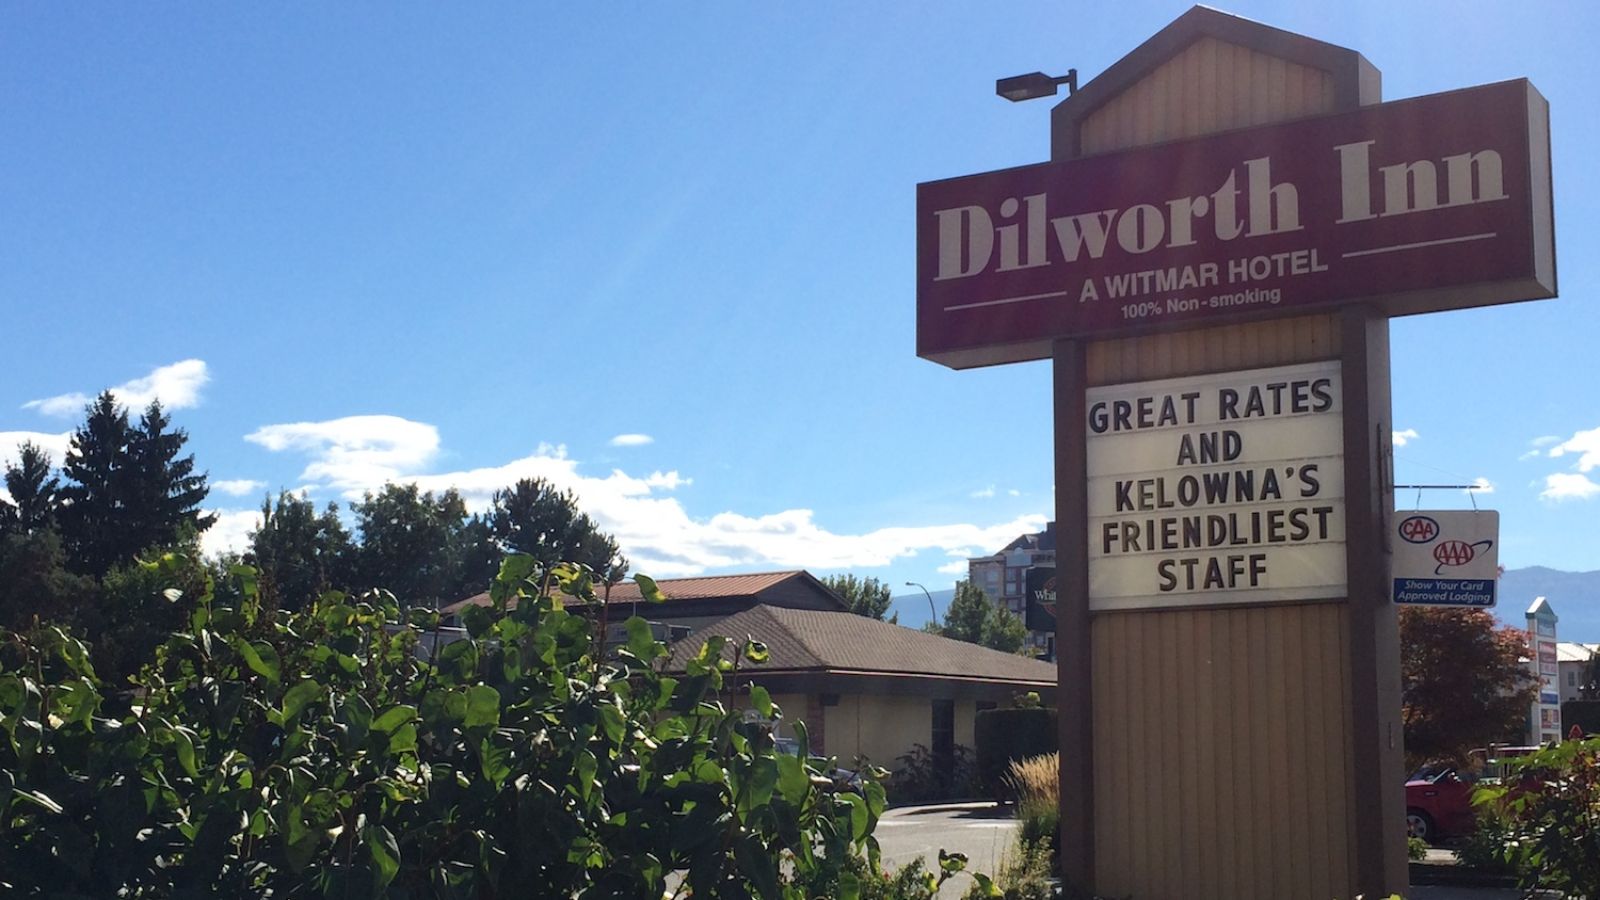 Dilworth Inn
A WITMAR HOTEL
100% Non-smoking
GREAT RATES
AND
KELOWNA'S
FRIENDLIEST
STAFF
CAA
AAA
Show Your Card
Approved Lodging